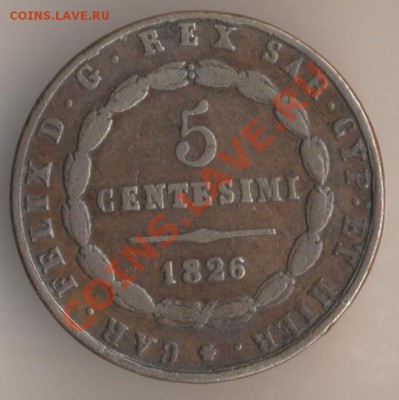 COINS.LAVE.RU
CAR · FELIX D · G · REX SAR · CYP · ET HIER ·
5
CENTESIMI
1826
COINS.LAVE.RU